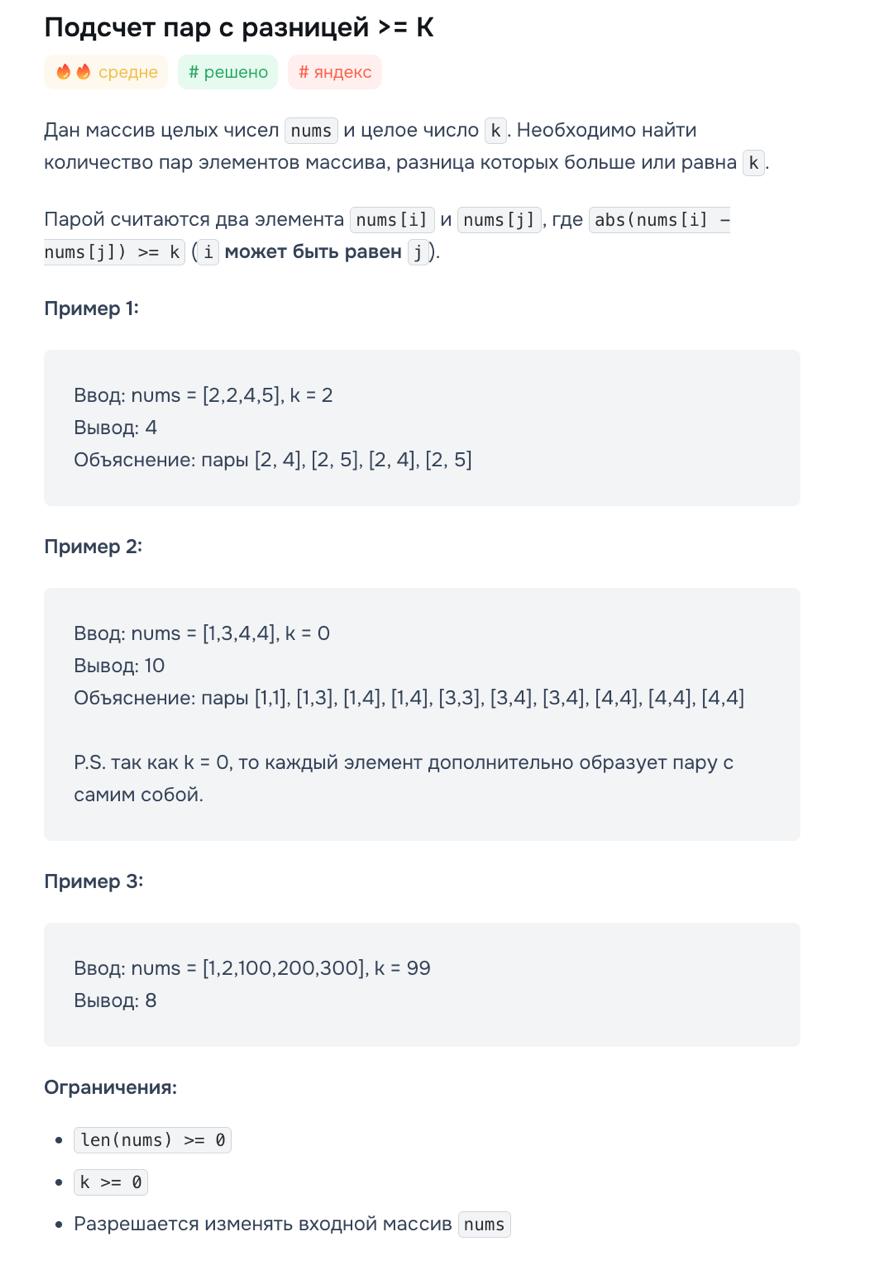 Подсчет пар с разницей >= K
🔥🔥 средне # решено # яндекс
Дан массив целых чисел nums и целое число k. Необходимо найти
количество пар элементов массива, разница которых больше или равна k.
Парой считаются два элемента nums[i] и nums[j], где abs(nums[i] −
nums[j]) >= k (i может быть равен j).
Пример 1:
Ввод: nums = [2,2,4,5], k = 2
Вывод: 4
Объяснение: пары [2, 4], [2, 5], [2, 4], [2, 5]
Пример 2:
Ввод: nums = [1,3,4,4], k = 0
Вывод: 10
Объяснение: пары [1,1], [1,3], [1,4], [1,4], [3,3], [3,4], [3,4], [4,4], [4,4], [4,4]
P.S. так как k = 0, то каждый элемент дополнительно образует пару с
самим собой.
Пример 3:
Ввод: nums = [1,2,100,200,300], k = 99
Вывод: 8
Ограничения:
• len(nums) >= 0
• k >= 0
• Разрешается изменять входной массив nums